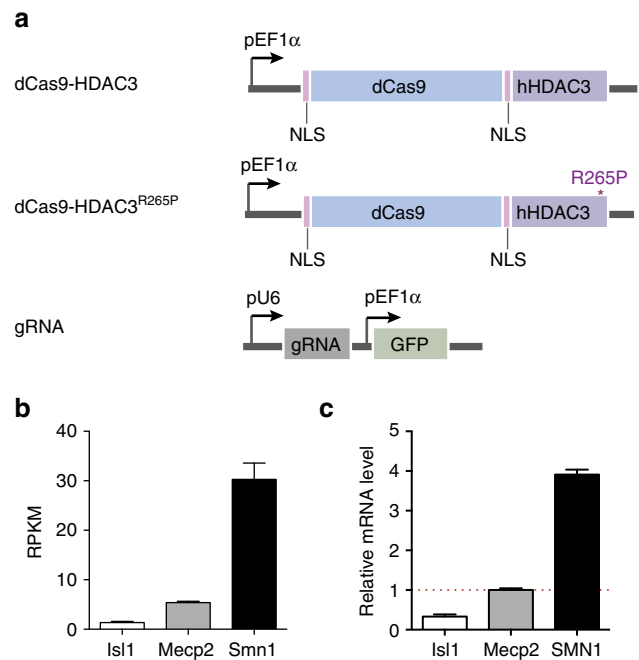 a
pEF1α
dCas9-HDAC3
dCas9
hHDAC3
NLS
NLS
pEF1α
R265P
*
dCas9-HDAC3R265P
dCas9
hHDAC3
NLS
NLS
pU6
pEF1α
gRNA
gRNA
GFP
b
40
30
20
10
0
RPKM
Isl1 Mecp2 Smn1
c
5
4
3
2
1
0
Relative mRNA level
Isl1 Mecp2 SMN1